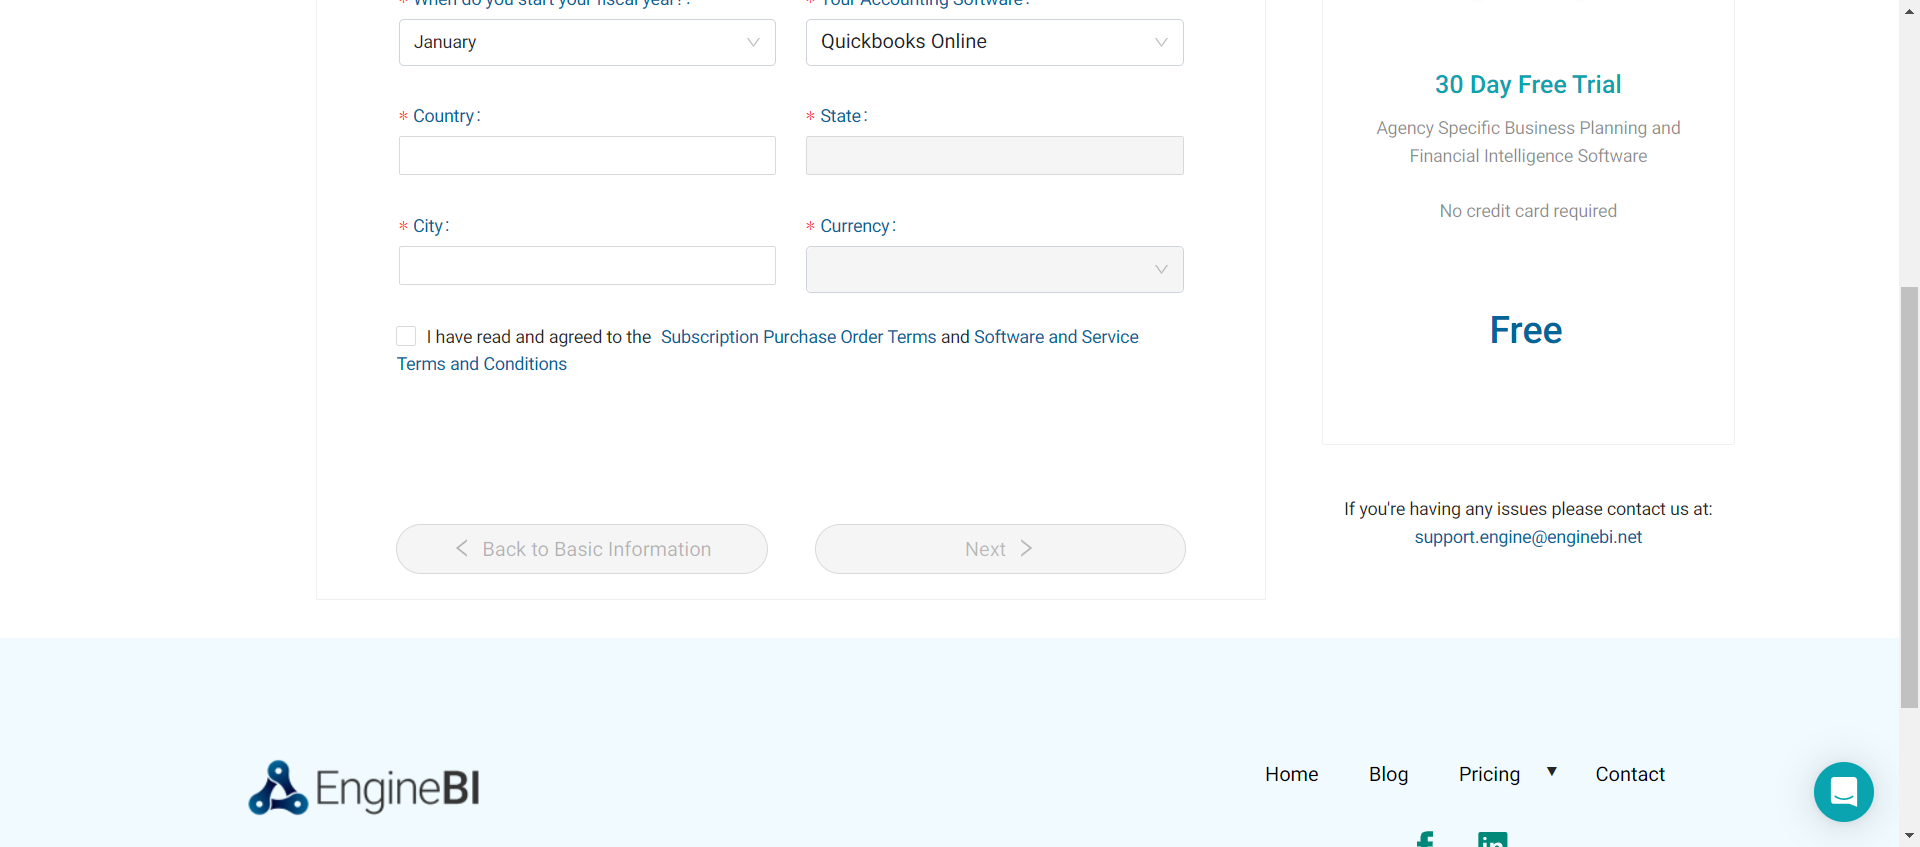 * When do you start your fiscal year?:
* Your Accounting Software:
January
Quickbooks Online
* Country:
* State:
* City:
* Currency:
I have read and agreed to the Subscription Purchase Order Terms and Software and Service
Terms and Conditions
Back to Basic Information
Next
30 Day Free Trial
Agency Specific Business Planning and
Financial Intelligence Software
No credit card required
Free
If you're having any issues please contact us at:
support.engine@enginebi.net
EngineBI
Home
Blog
Pricing
Contact
f
in